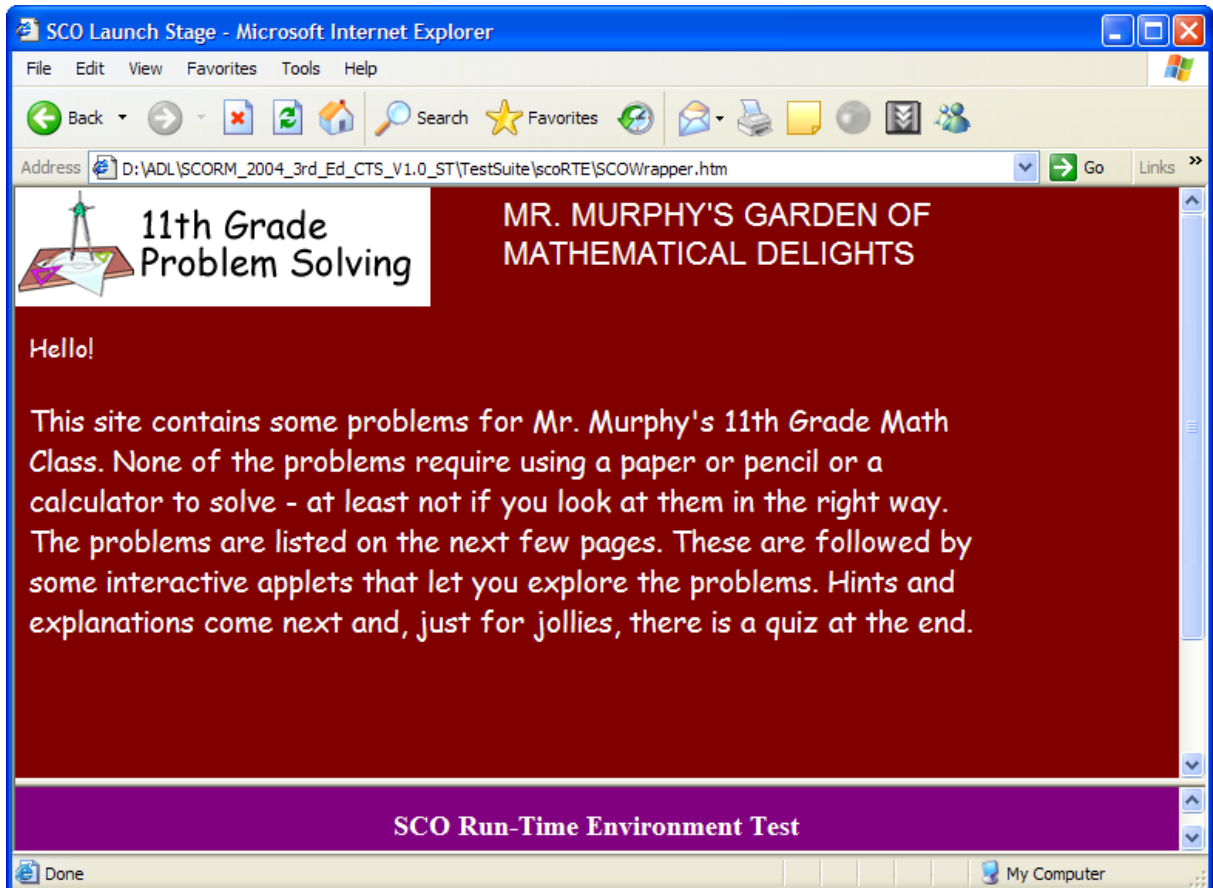 SCO Launch Stage - Microsoft Internet Explorer
File Edit View Favorites Tools Help
Back Search Favorites
Address D:\ADL\SCORM_2004_3rd_Ed_CTS_V1.0_ST\TestSuite\scoRTE\SCOWrapper.htm Go Links »
11th Grade
Problem Solving
MR. MURPHY'S GARDEN OF
MATHEMATICAL DELIGHTS
Hello!
This site contains some problems for Mr. Murphy's 11th Grade Math
Class. None of the problems require using a paper or pencil or a
calculator to solve - at least not if you look at them in the right way.
The problems are listed on the next few pages. These are followed by
some interactive applets that let you explore the problems. Hints and
explanations come next and, just for jollies, there is a quiz at the end.
SCO Run-Time Environment Test
Done My Computer